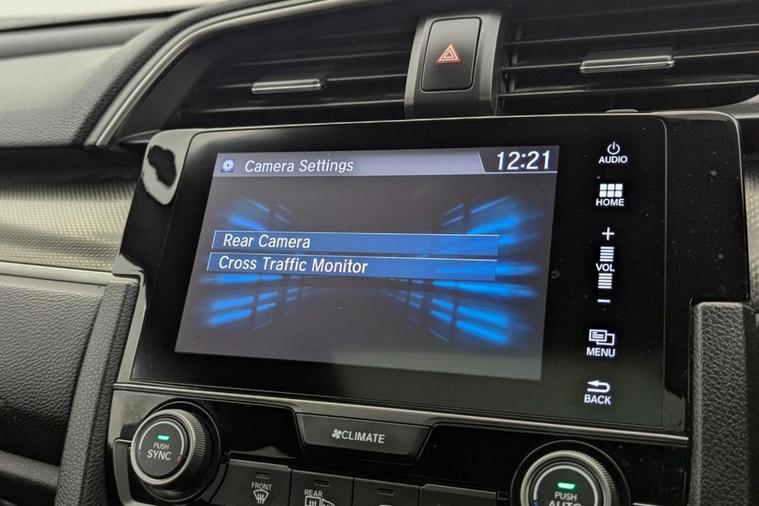 Camera Settings 12:21
Rear Camera
Cross Traffic Monitor
AUDIO
HOME
+
VOL
−
MENU
BACK
CLIMATE
PUSH
SYNC
FRONT
REAR
PUSH
AUTO